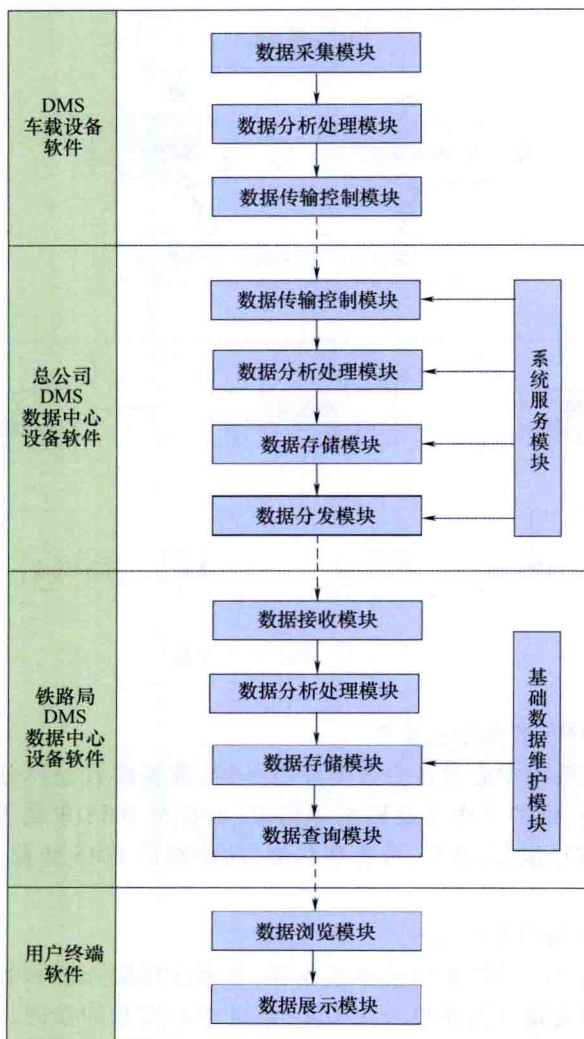 DMS
车载设备
软件
数据采集模块
数据分析处理模块
数据传输控制模块
总公司
DMS
数据中心
设备软件
数据传输控制模块
数据分析处理模块
数据存储模块
数据分发模块
系统服务模块
铁路局
DMS
数据中心
设备软件
数据接收模块
数据分析处理模块
数据存储模块
数据查询模块
基础数据维护模块
用户终端
软件
数据浏览模块
数据展示模块